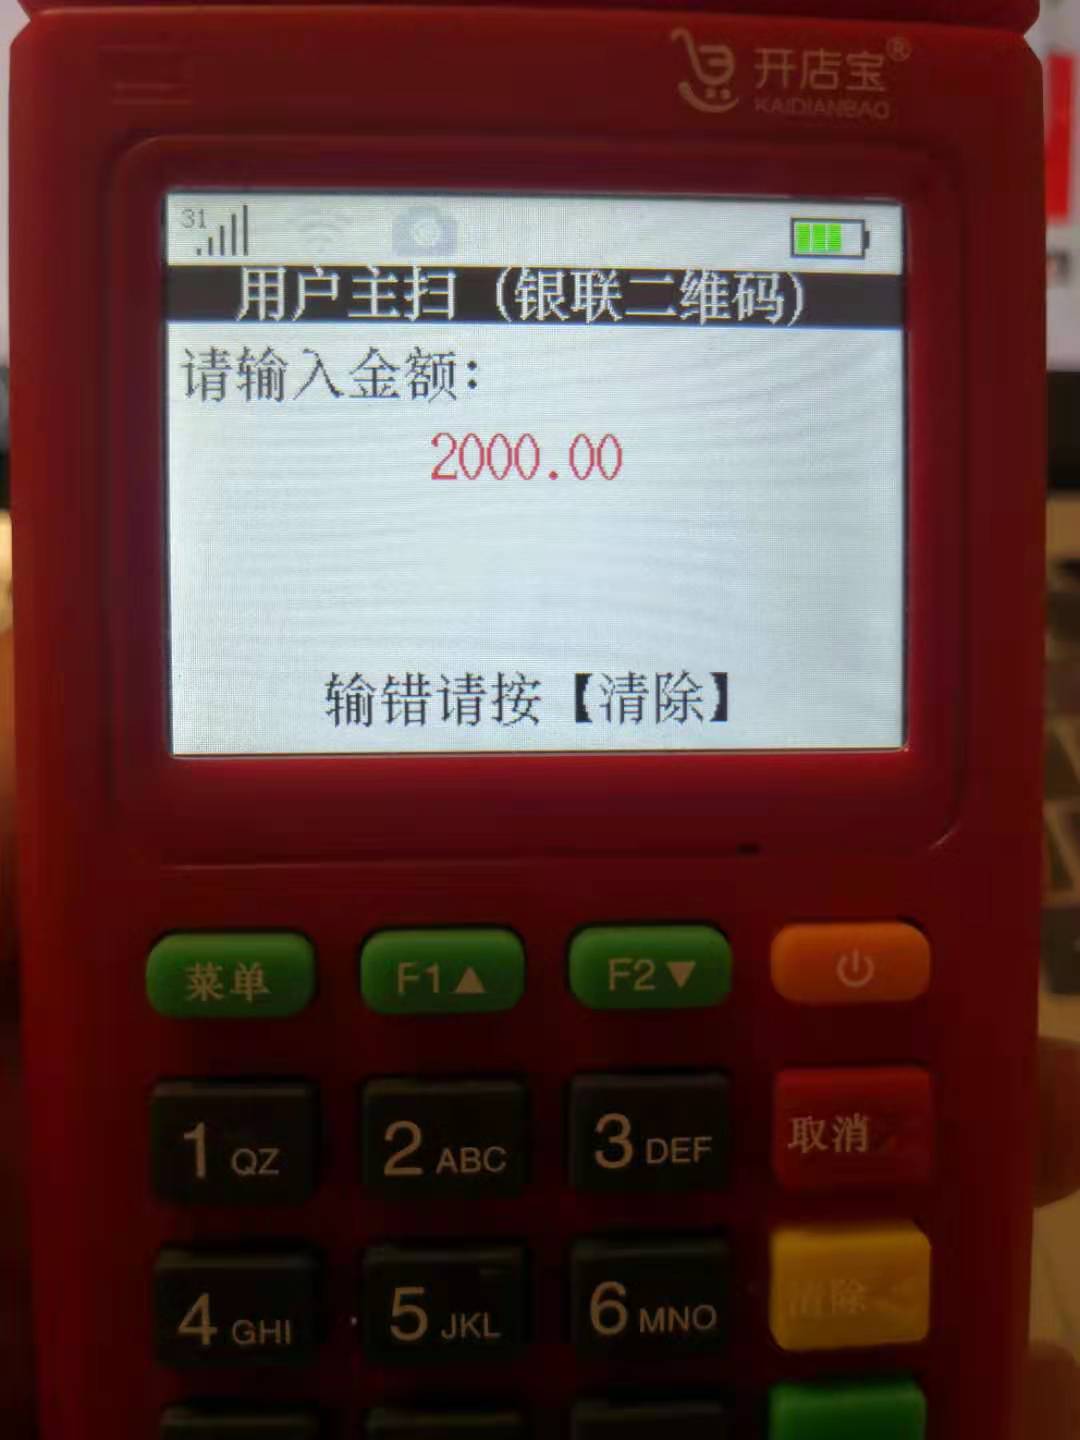 开店宝®
KAIDIANBAO
31
用户主扫（银联二维码）
请输入金额：
2000.00
输错请按【清除】
菜单 F1▲ F2▼
1 QZ 2 ABC 3 DEF 取消
4 GHI 5 JKL 6 MNO 清除